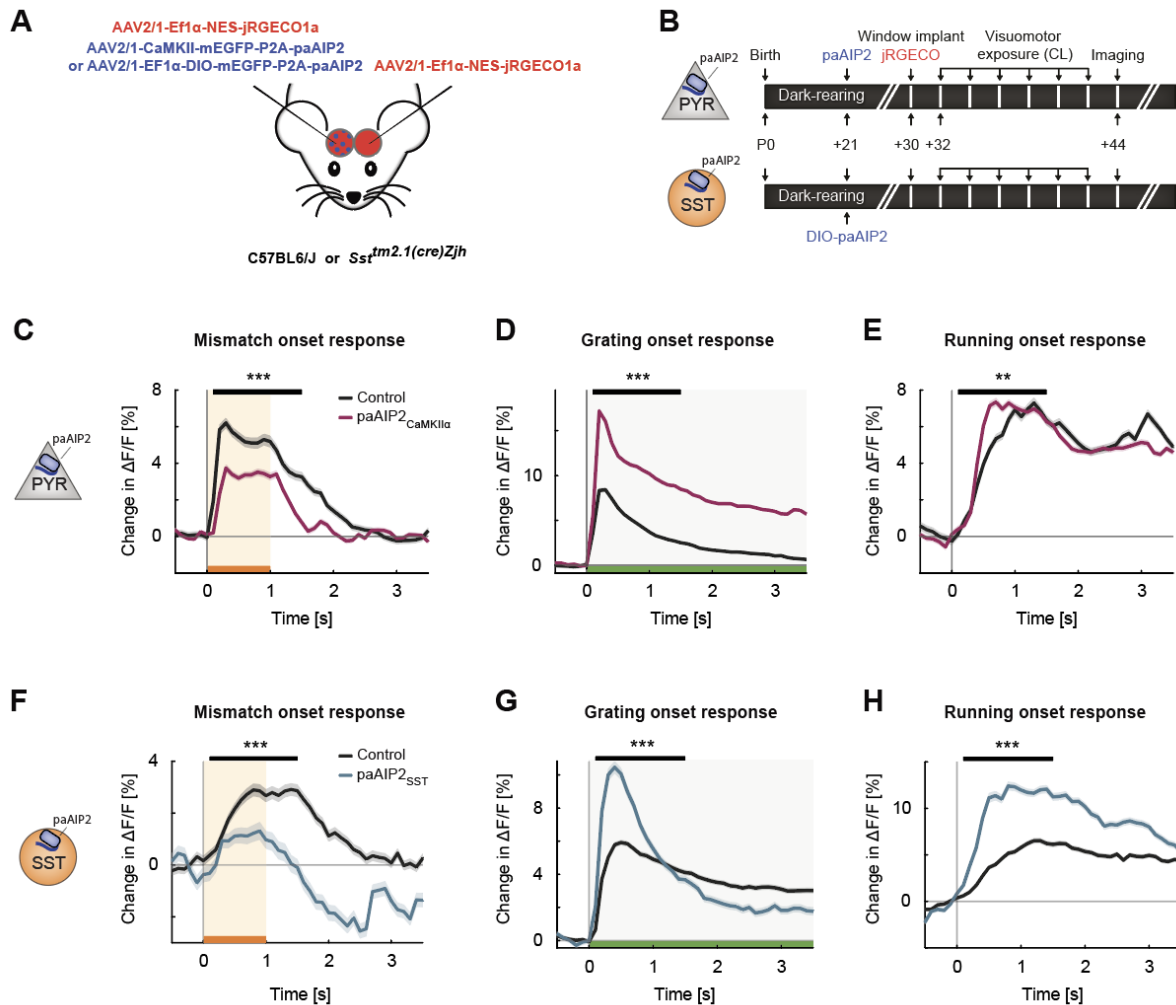 A
AAV2/1-Ef1α-NES-jRGECO1a
AAV2/1-CaMKII-mEGFP-P2A-paAIP2
or AAV2/1-EF1α-DIO-mEGFP-P2A-paAIP2 AAV2/1-Ef1α-NES-jRGECO1a
C57BL6/J or Sst^tm2.1(cre)Zjh
B
paAIP2
PYR
Window implant
Visuomotor
Birth paAIP2 jRGECO exposure (CL) Imaging
Dark-rearing
P0 +21 +30 +32 +44
paAIP2
SST
Dark-rearing
DIO-paAIP2
C
Mismatch onset response
***
Control
paAIP2CaMKIIα
paAIP2
PYR
Change in ΔF/F [%]
8
4
0
0 1 2 3
Time [s]
D
Grating onset response
***
Change in ΔF/F [%]
10
0
0 1 2 3
Time [s]
E
Running onset response
**
Change in ΔF/F [%]
8
4
0
0 1 2 3
Time [s]
F
Mismatch onset response
***
Control
paAIP2SST
paAIP2
SST
Change in ΔF/F [%]
4
0
0 1 2 3
Time [s]
G
Grating onset response
***
Change in ΔF/F [%]
8
4
0
0 1 2 3
Time [s]
H
Running onset response
***
Change in ΔF/F [%]
10
0
0 1 2 3
Time [s]